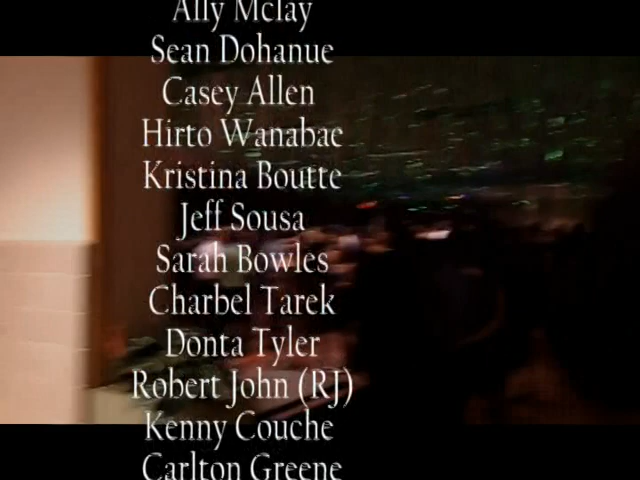 Ally Mclay
Sean Dohanue
Casey Allen
Hirto Wanabae
Kristina Boutte
Jeff Sousa
Sarah Bowles
Charbel Tarek
Donta Tyler
Robert John (RJ)
Kenny Couche
Carlton Greene